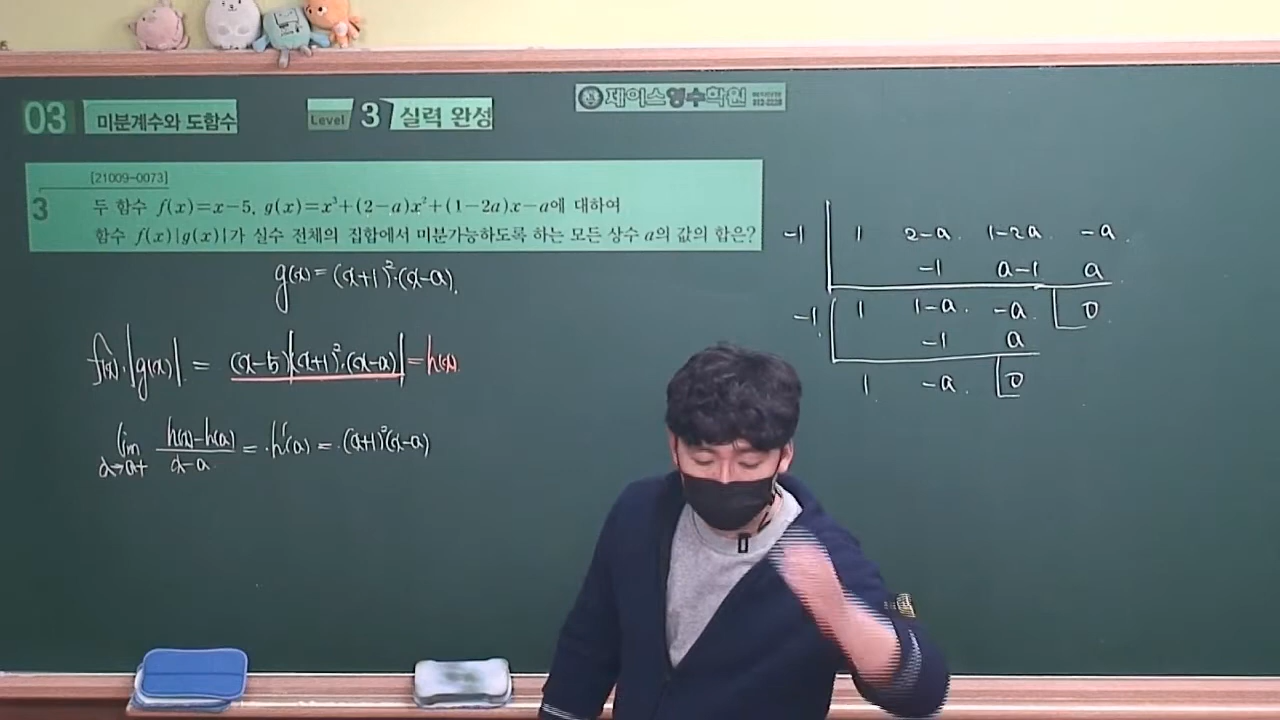 03 미분계수와 도함수
Level 3 실력 완성
제이스영수학원
[21009-0073]
3 두 함수 f(x)=x-5, g(x)=x³+(2-a)x²+(1-2a)x-a에 대하여
함수 f(x)|g(x)|가 실수 전체의 집합에서 미분가능하도록 하는 모든 상수 a의 값의 합은?
g(x) = (x+1)²·(x-a).
f(x)·|g(x)| = (x-5)|(x+1)²·(x-a)| = h(x).
lim x→a+ h(x)-h(a) / x-a = h'(a) = (x+1)²(x-a)
-1 | 1 2-a 1-2a -a
-1 a-1 a
-1 | 1 1-a -a 0
-1 a
1 -a 0